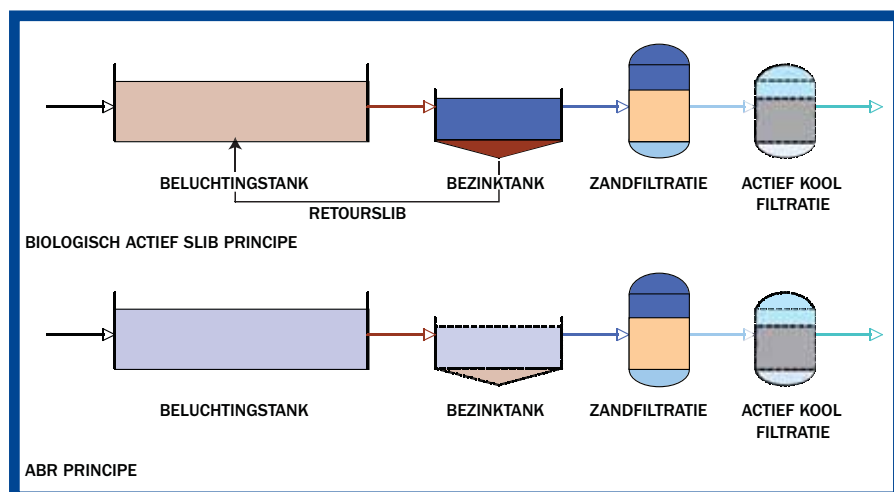 BELUCHTINGSTANK
BEZINKTANK
ZANDFILTRATIE
ACTIEF KOOL
FILTRATIE
RETOURSLIB
BIOLOGISCH ACTIEF SLIB PRINCIPE
BELUCHTINGSTANK
BEZINKTANK
ZANDFILTRATIE
ACTIEF KOOL
FILTRATIE
ABR PRINCIPE